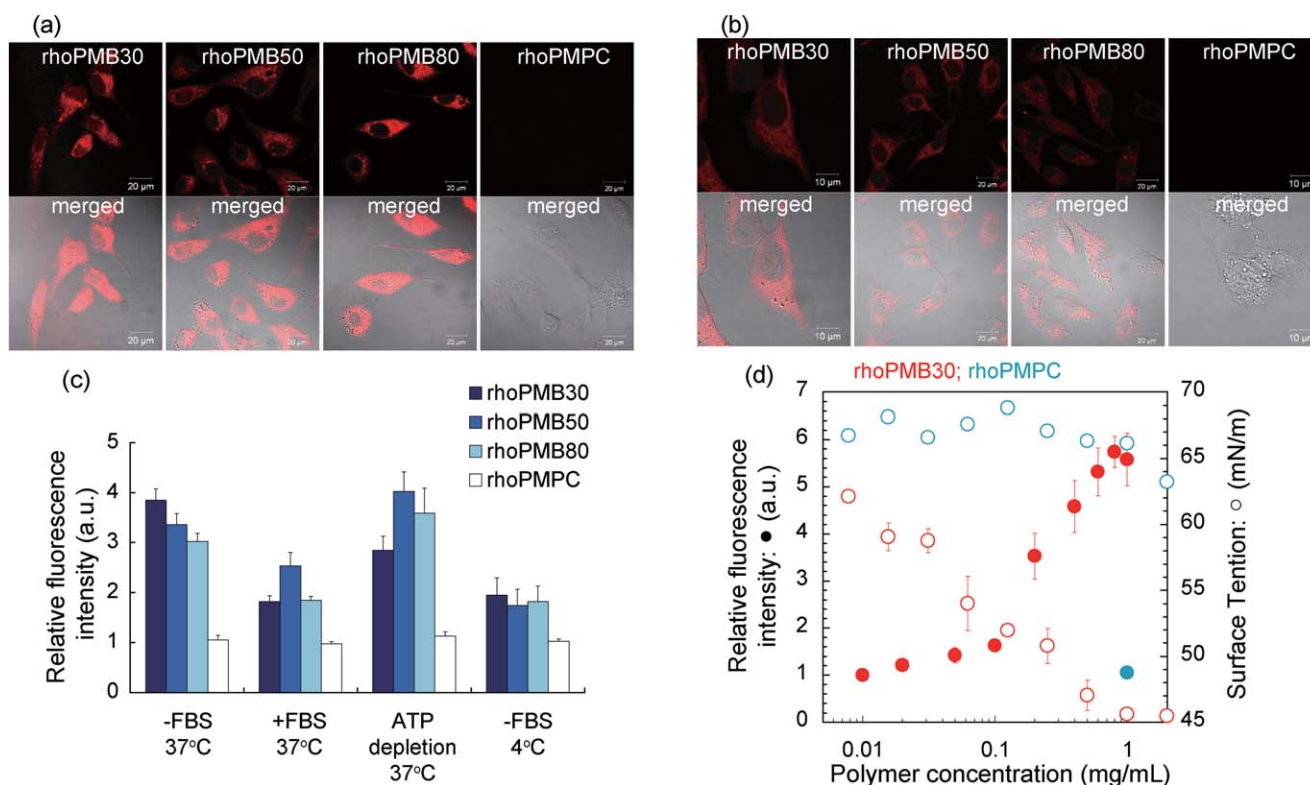 (a)
rhoPMB30 rhoPMB50 rhoPMB80 rhoPMPC
20 µm 20 µm 20 µm 20 µm
merged merged merged merged
20 µm 20 µm 20 µm 20 µm
(b)
rhoPMB30 rhoPMB50 rhoPMB80 rhoPMPC
10 µm 20 µm 20 µm 10 µm
merged merged merged merged
10 µm 20 µm 20 µm 10 µm
(c)
rhoPMB30
rhoPMB50
rhoPMB80
rhoPMPC
Relative fluorescence
intensity (a.u.)
5
4
3
2
1
0
-FBS +FBS ATP -FBS
37°C 37°C depletion 4°C
37°C
(d)
rhoPMB30; rhoPMPC
Relative fluorescence
intensity: ● (a.u.)
7
6
5
4
3
2
1
0
70
65
60
55
50
45
Surface Tention: ○ (mN/m)
0.01 0.1 1
Polymer concentration (mg/mL)